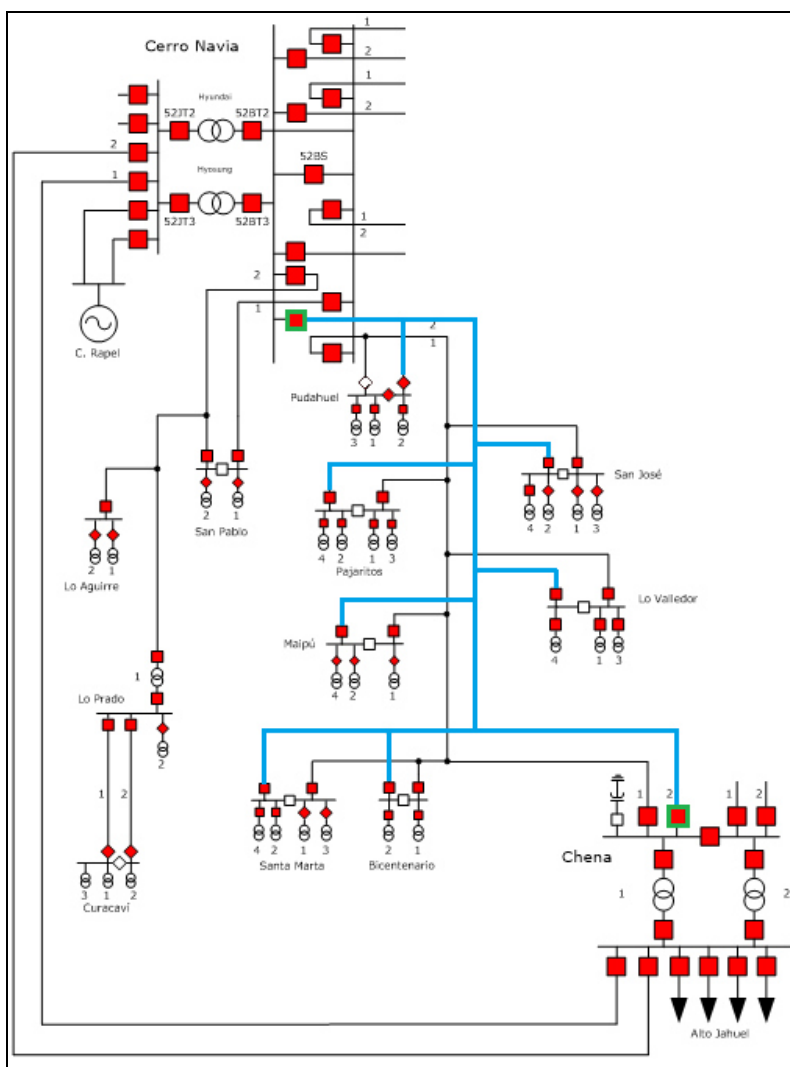 Cerro Navia
1
2
1
2
Hyundai
52JT2
52BT2
2
52BS
Hyosung
1
52JT3
52BT3
1
2
2
1
2
1
C. Rapel
Pudahuel
3
1
2
San José
4
2
1
3
2
1
San Pablo
2
1
Lo Aguirre
4
2
1
3
Pajaritos
Lo Valledor
4
1
3
Maipú
4
2
1
1
Lo Prado
2
1
2
1
2
1
2
4
2
1
3
Santa Marta
2
1
Bicentenario
Chena
1
2
3
1
2
Curacaví
Alto Jahuel